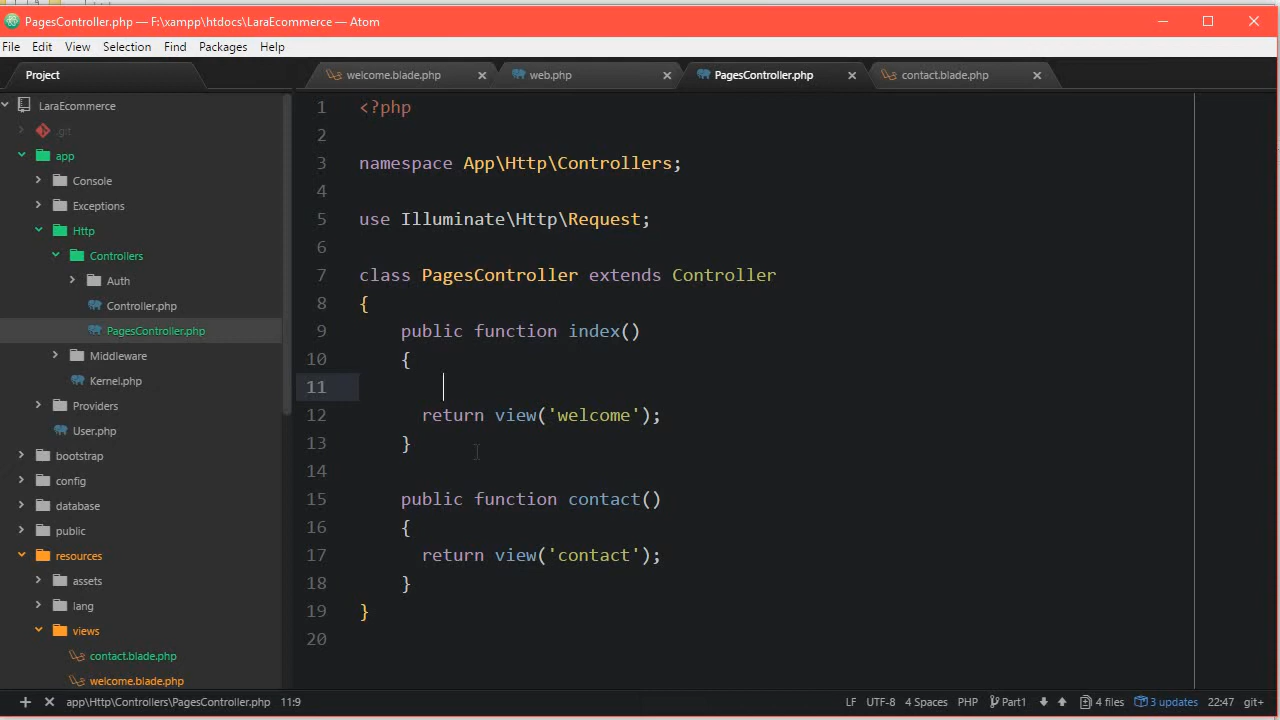 PagesController.php — F:\xampp\htdocs\LaraEcommerce — Atom
File Edit View Selection Find Packages Help
Project
welcome.blade.php
web.php
PagesController.php
contact.blade.php
LaraEcommerce
.git
app
Console
Exceptions
Http
Controllers
Auth
Controller.php
PagesController.php
Middleware
Kernel.php
Providers
User.php
bootstrap
config
database
public
resources
assets
lang
views
contact.blade.php
welcome.blade.php
1 <?php
2
3 namespace App\Http\Controllers;
4
5 use Illuminate\Http\Request;
6
7 class PagesController extends Controller
8 {
9 public function index()
10 {
11
12 return view('welcome');
13 }
14
15 public function contact()
16 {
17 return view('contact');
18 }
19 }
20
app\Http\Controllers\PagesController.php 11:9
LF UTF-8 4 Spaces PHP Part1 4 files 3 updates 22:47 git+